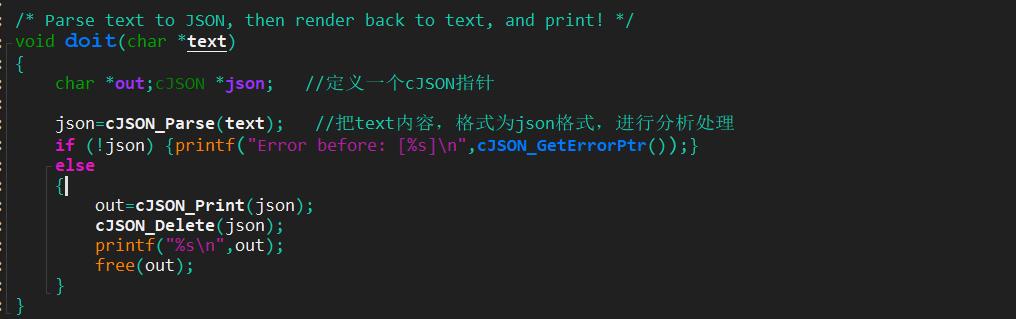 /* Parse text to JSON, then render back to text, and print! */
void doit(char *text)
{
    char *out;cJSON *json;   //定义一个cJSON指针

    json=cJSON_Parse(text);   //把text内容，格式为json格式，进行分析处理
    if (!json) {printf("Error before: [%s]\n",cJSON_GetErrorPtr());}
    else
    {
        out=cJSON_Print(json);
        cJSON_Delete(json);
        printf("%s\n",out);
        free(out);
    }
}